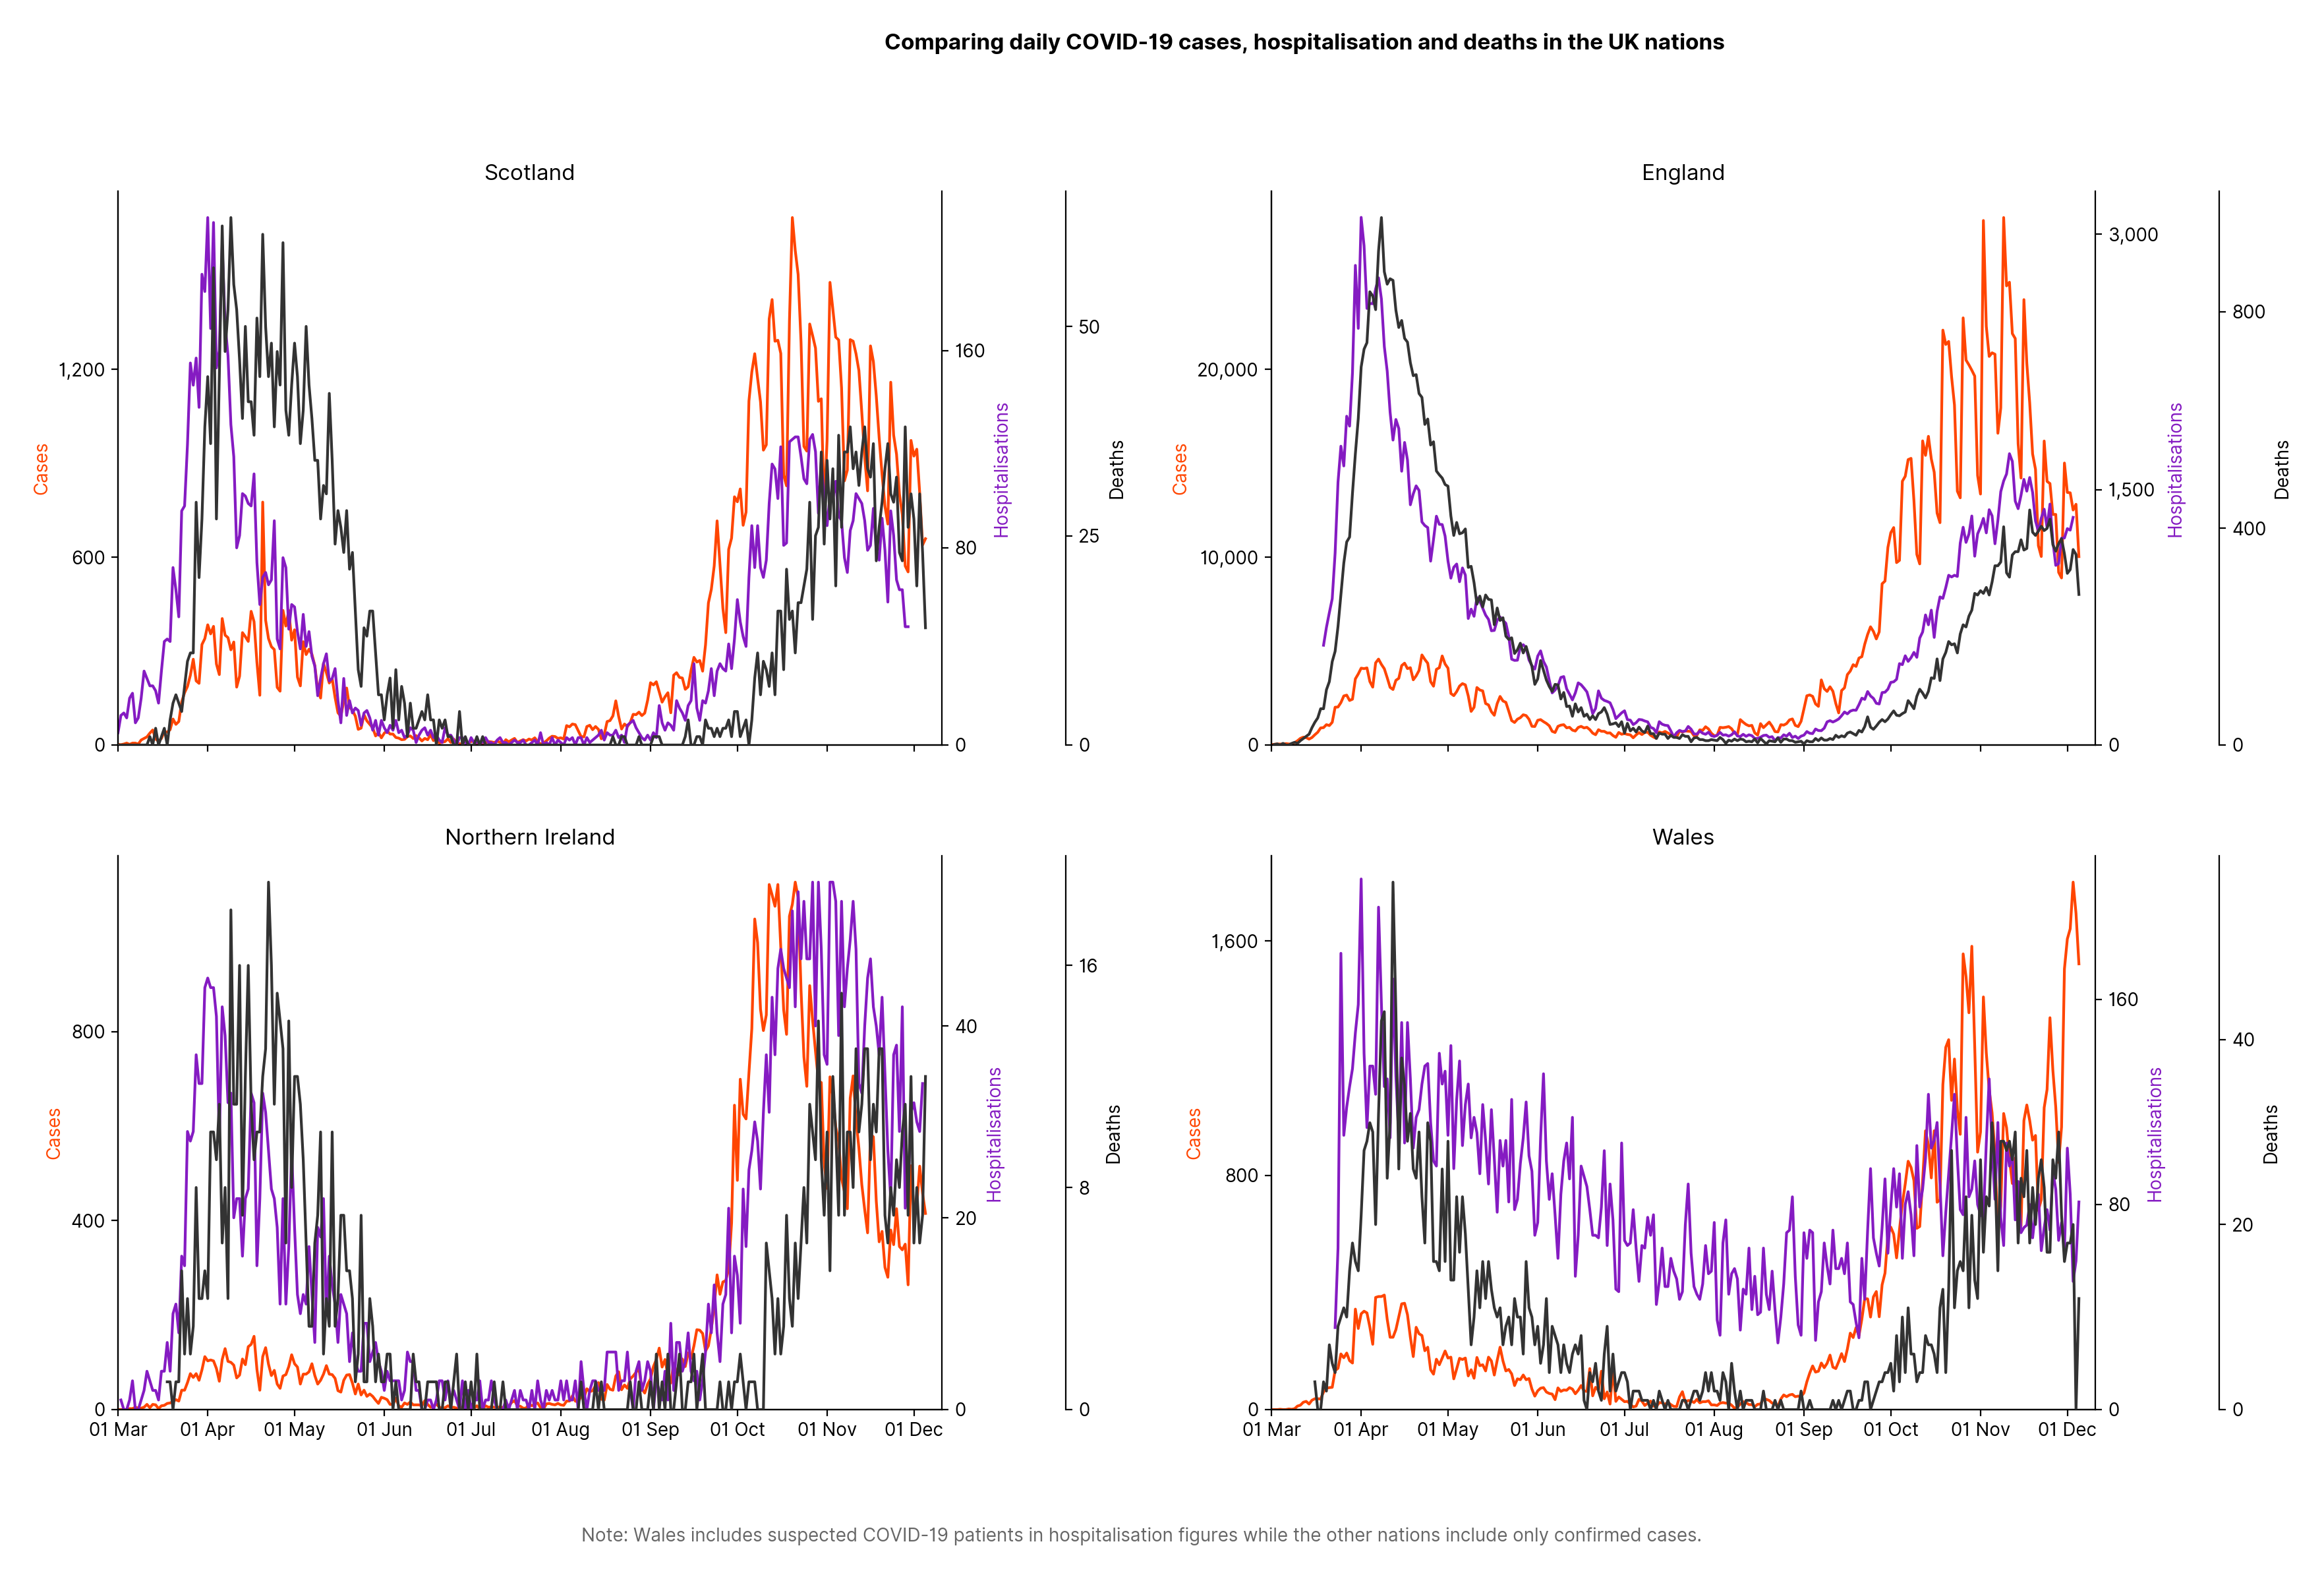 Comparing daily COVID-19 cases, hospitalisation and deaths in the UK nations
Scotland
Cases
1,200
600
0
160
80
0
Hospitalisations
50
25
0
Deaths
England
Cases
20,000
10,000
0
3,000
1,500
0
Hospitalisations
800
400
0
Deaths
Northern Ireland
Cases
800
400
0
40
20
0
Hospitalisations
16
8
0
Deaths
01 Mar 01 Apr 01 May 01 Jun 01 Jul 01 Aug 01 Sep 01 Oct 01 Nov 01 Dec
Wales
Cases
1,600
800
0
160
80
0
Hospitalisations
40
20
0
Deaths
01 Mar 01 Apr 01 May 01 Jun 01 Jul 01 Aug 01 Sep 01 Oct 01 Nov 01 Dec
Note: Wales includes suspected COVID-19 patients in hospitalisation figures while the other nations include only confirmed cases.